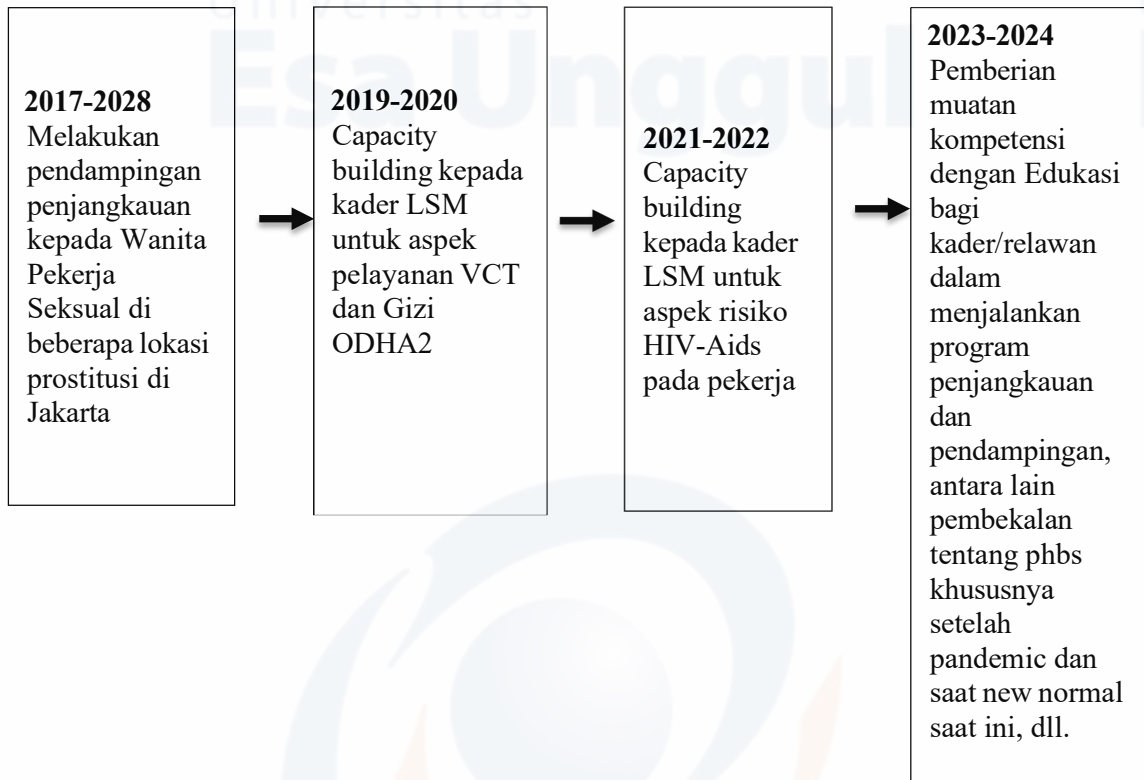 Universitas
Esa Unggul
2017-2028
Melakukan
pendampingan
penjangkauan
kepada Wanita
Pekerja
Seksual di
beberapa lokasi
prostitusi di
Jakarta
2019-2020
Capacity
building kepada
kader LSM
untuk aspek
pelayanan VCT
dan Gizi
ODHA2
2021-2022
Capacity
building
kepada kader
LSM untuk
aspek risiko
HIV-Aids
pada pekerja
2023-2024
Pemberian
muatan
kompetensi
dengan Edukasi
bagi
kader/relawan
dalam
menjalankan
program
penjangkauan
dan
pendampingan,
antara lain
pembekalan
tentang phbs
khususnya
setelah
pandemic dan
saat new normal
saat ini, dll.